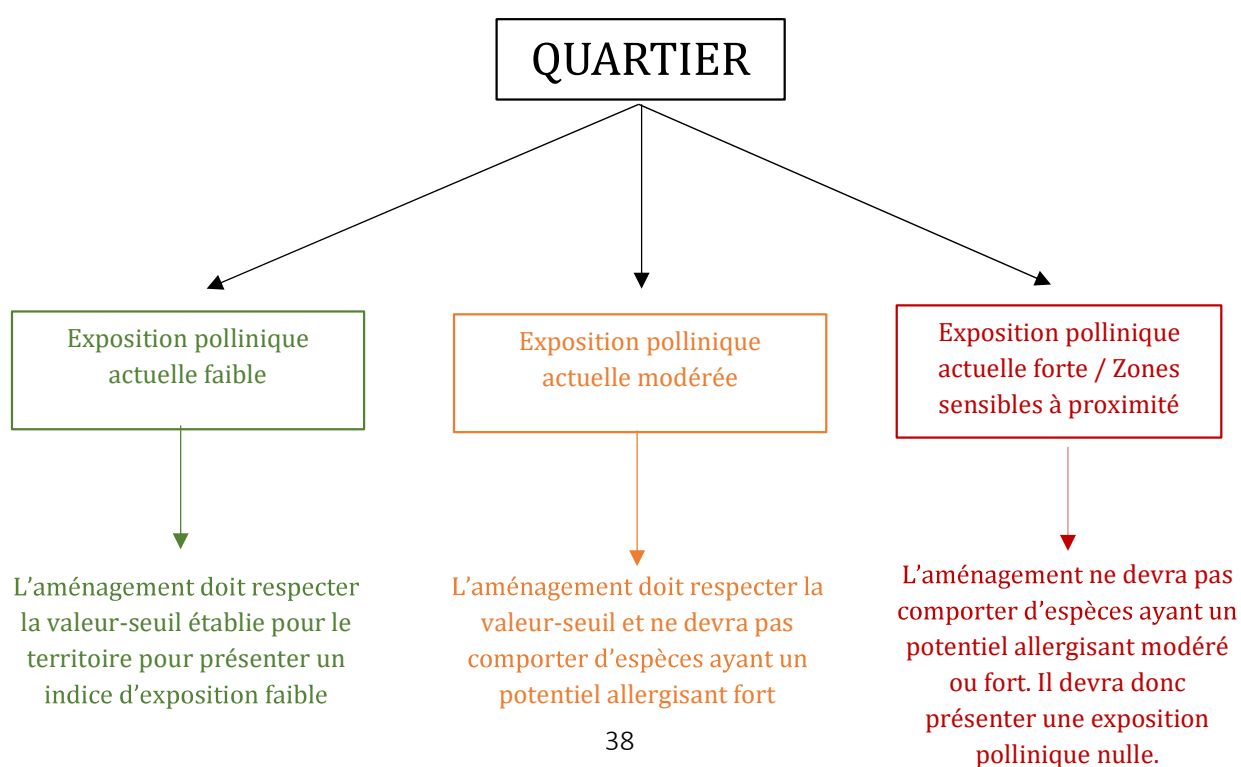 QUARTIER
Exposition pollinique
actuelle faible
Exposition pollinique
actuelle modérée
Exposition pollinique
actuelle forte / Zones
sensibles à proximité
L’aménagement doit respecter
la valeur-seuil établie pour le
territoire pour présenter un
indice d’exposition faible
L’aménagement doit respecter la
valeur-seuil et ne devra pas
comporter d’espèces ayant un
potentiel allergisant fort
L’aménagement ne devra pas
comporter d’espèces ayant un
potentiel allergisant modéré
ou fort. Il devra donc
présenter une exposition
pollinique nulle.
38